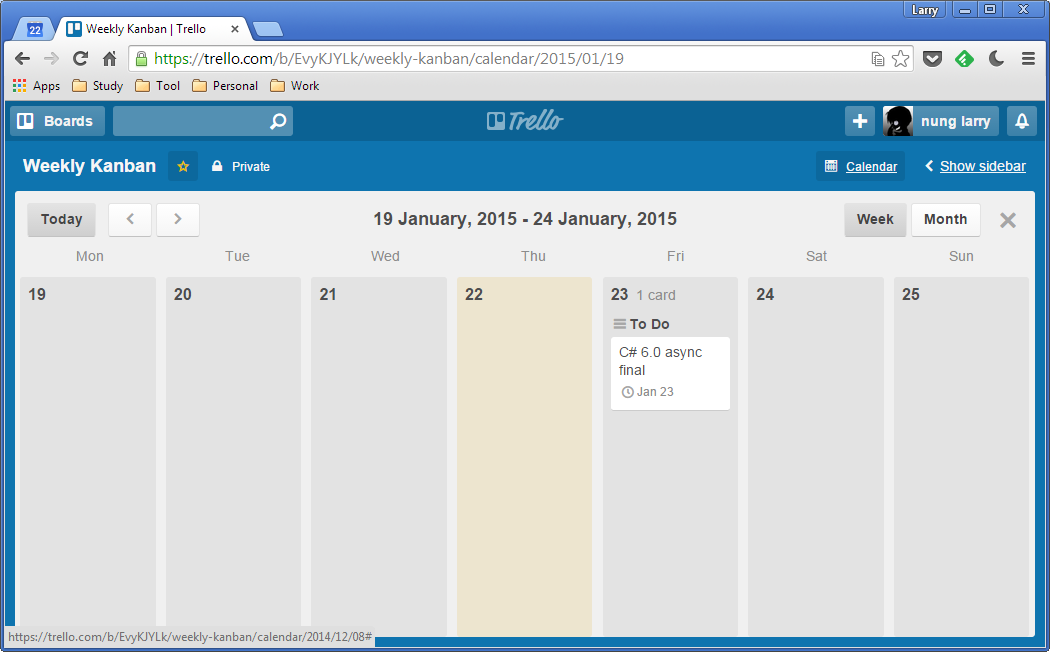 Larry
22 Weekly Kanban | Trello
https://trello.com/b/EvyKJYLk/weekly-kanban/calendar/2015/01/19
Apps Study Tool Personal Work
Boards Trello nung larry
Weekly Kanban Private Calendar Show sidebar
Today 19 January, 2015 - 24 January, 2015 Week Month
Mon Tue Wed Thu Fri Sat Sun
19 20 21 22 23 1 card 24 25
To Do
C# 6.0 async
final
Jan 23
https://trello.com/b/EvyKJYLk/weekly-kanban/calendar/2014/12/08#